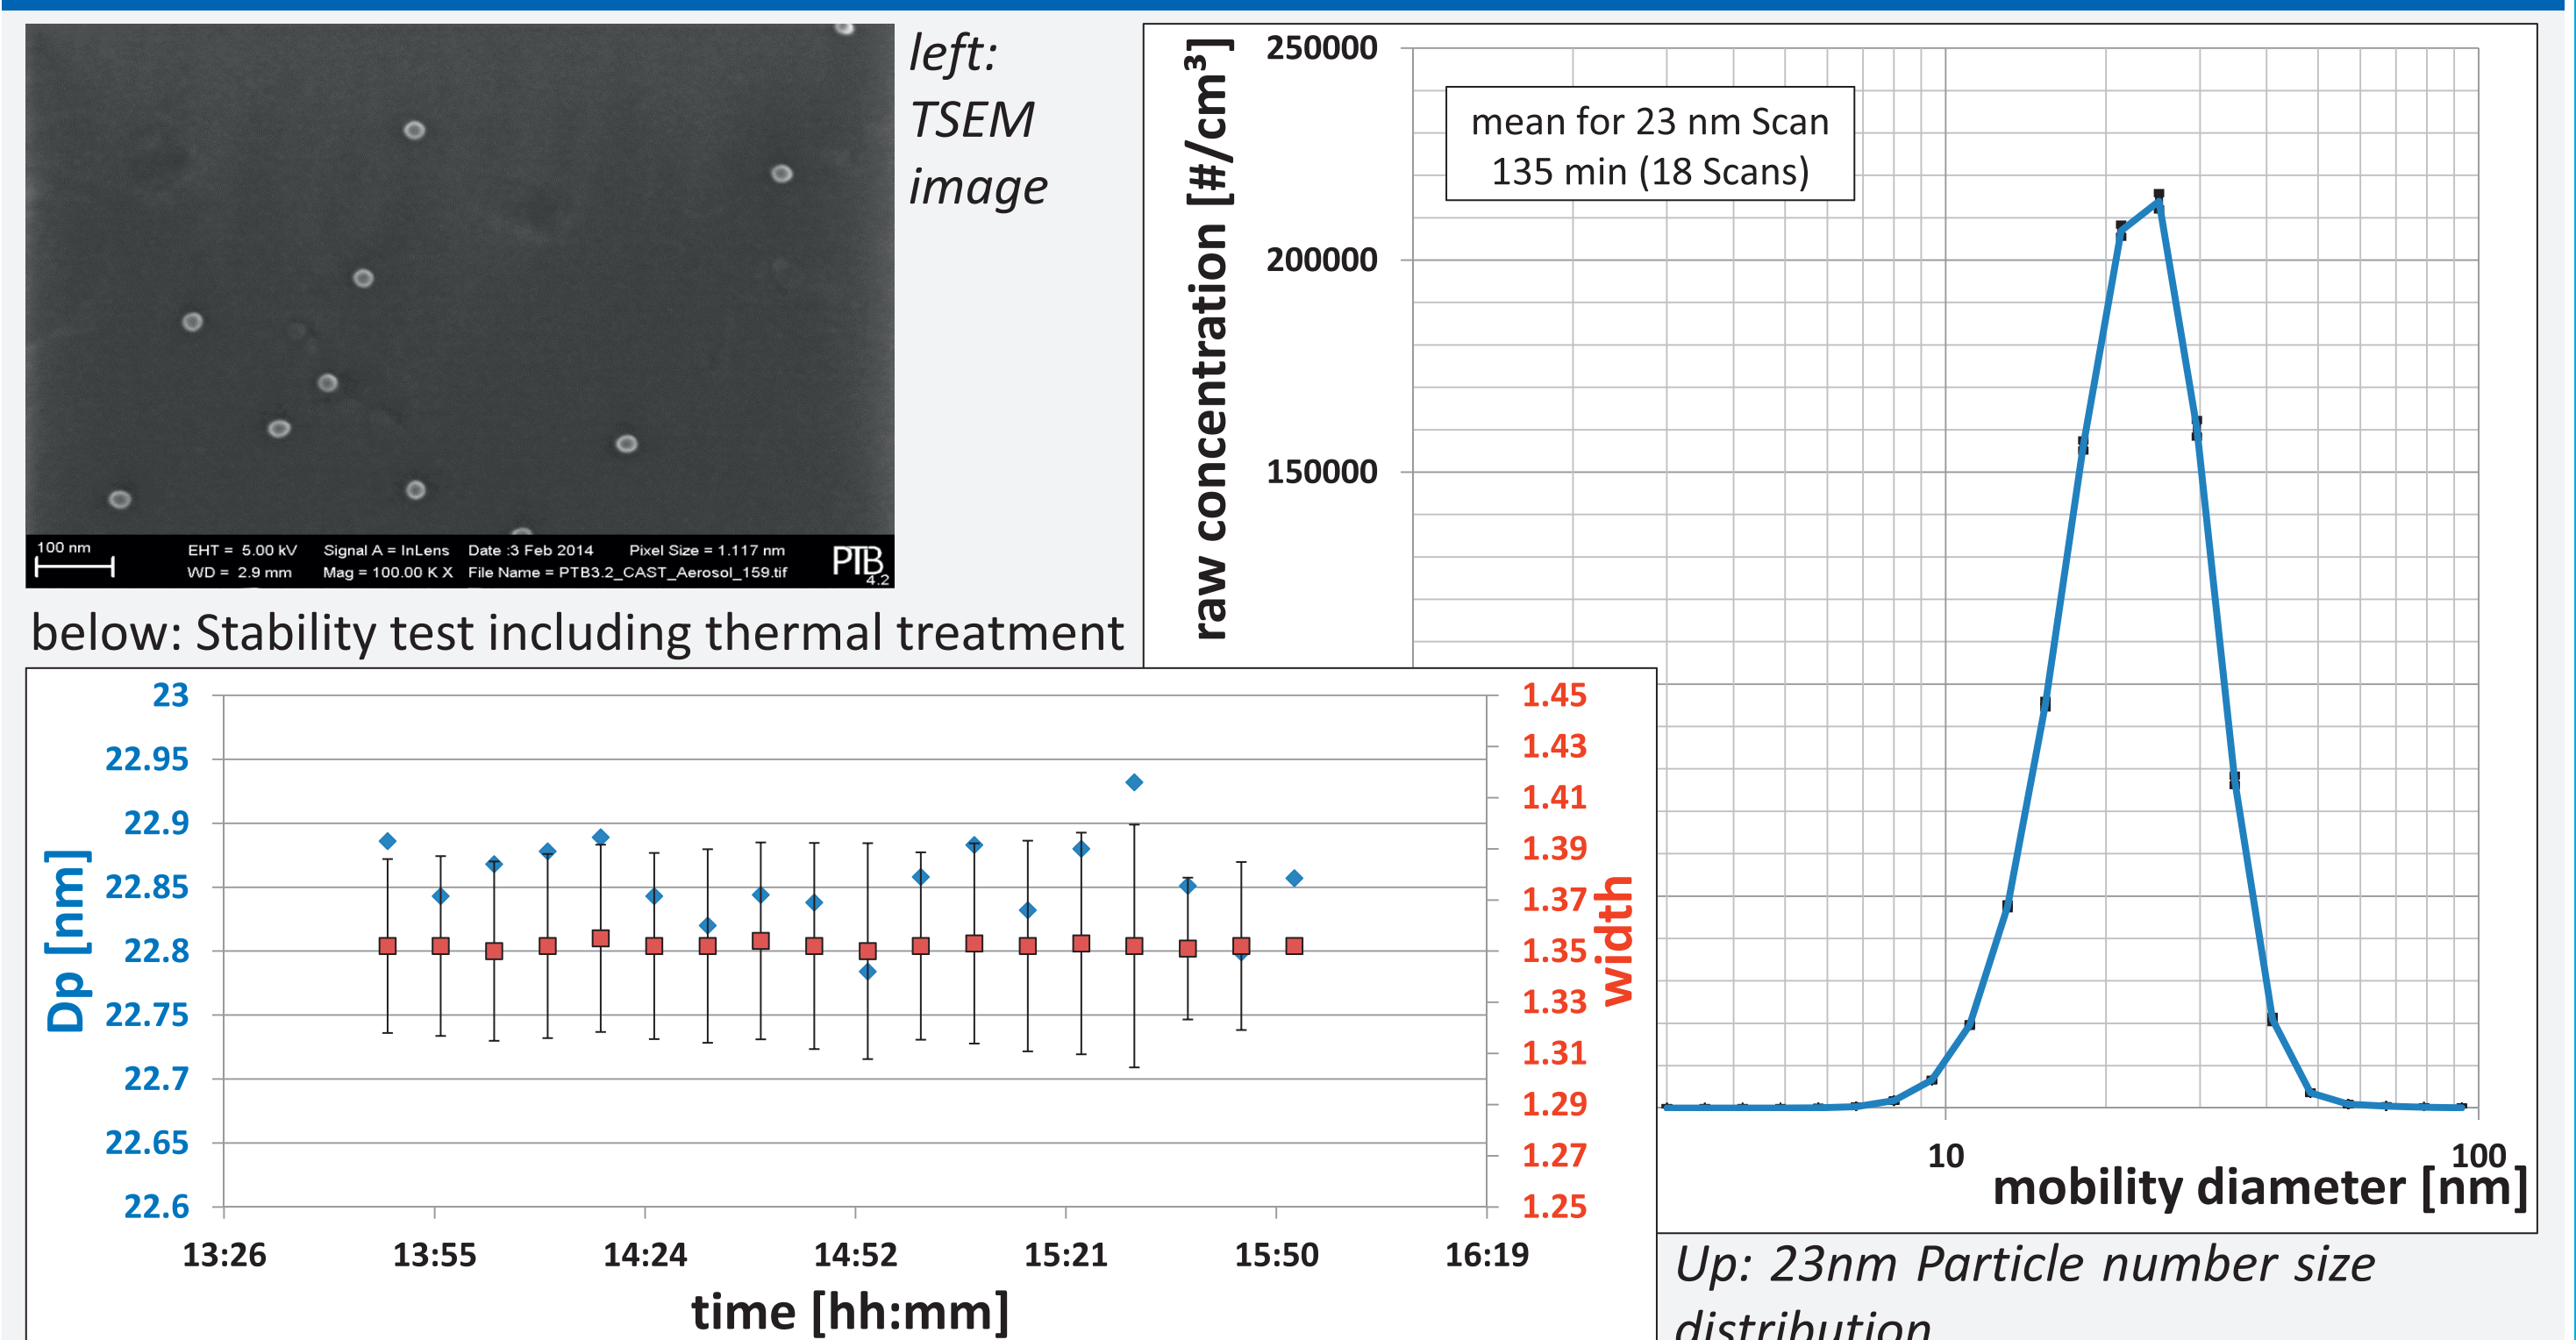 left:
TSEM
image
100 nm
EHT = 5.00 kV Signal A = InLens Date :3 Feb 2014 Pixel Size = 1.117 nm
WD = 2.9 mm Mag = 100.00 K X File Name = PTB3.2_CAST_Aerosol_159.tif
PTB
4.2
below: Stability test including thermal treatment
23
22.95
22.9
22.85
22.8
22.75
22.7
22.65
22.6
Dp [nm]
1.45
1.43
1.41
1.39
1.37
1.35
1.33
1.31
1.29
1.27
1.25
width
13:26 13:55 14:24 14:52 15:21 15:50 16:19
time [hh:mm]
raw concentration [#/cm³]
250000
200000
150000
mean for 23 nm Scan
135 min (18 Scans)
10 100
mobility diameter [nm]
Up: 23nm Particle number size
distribution